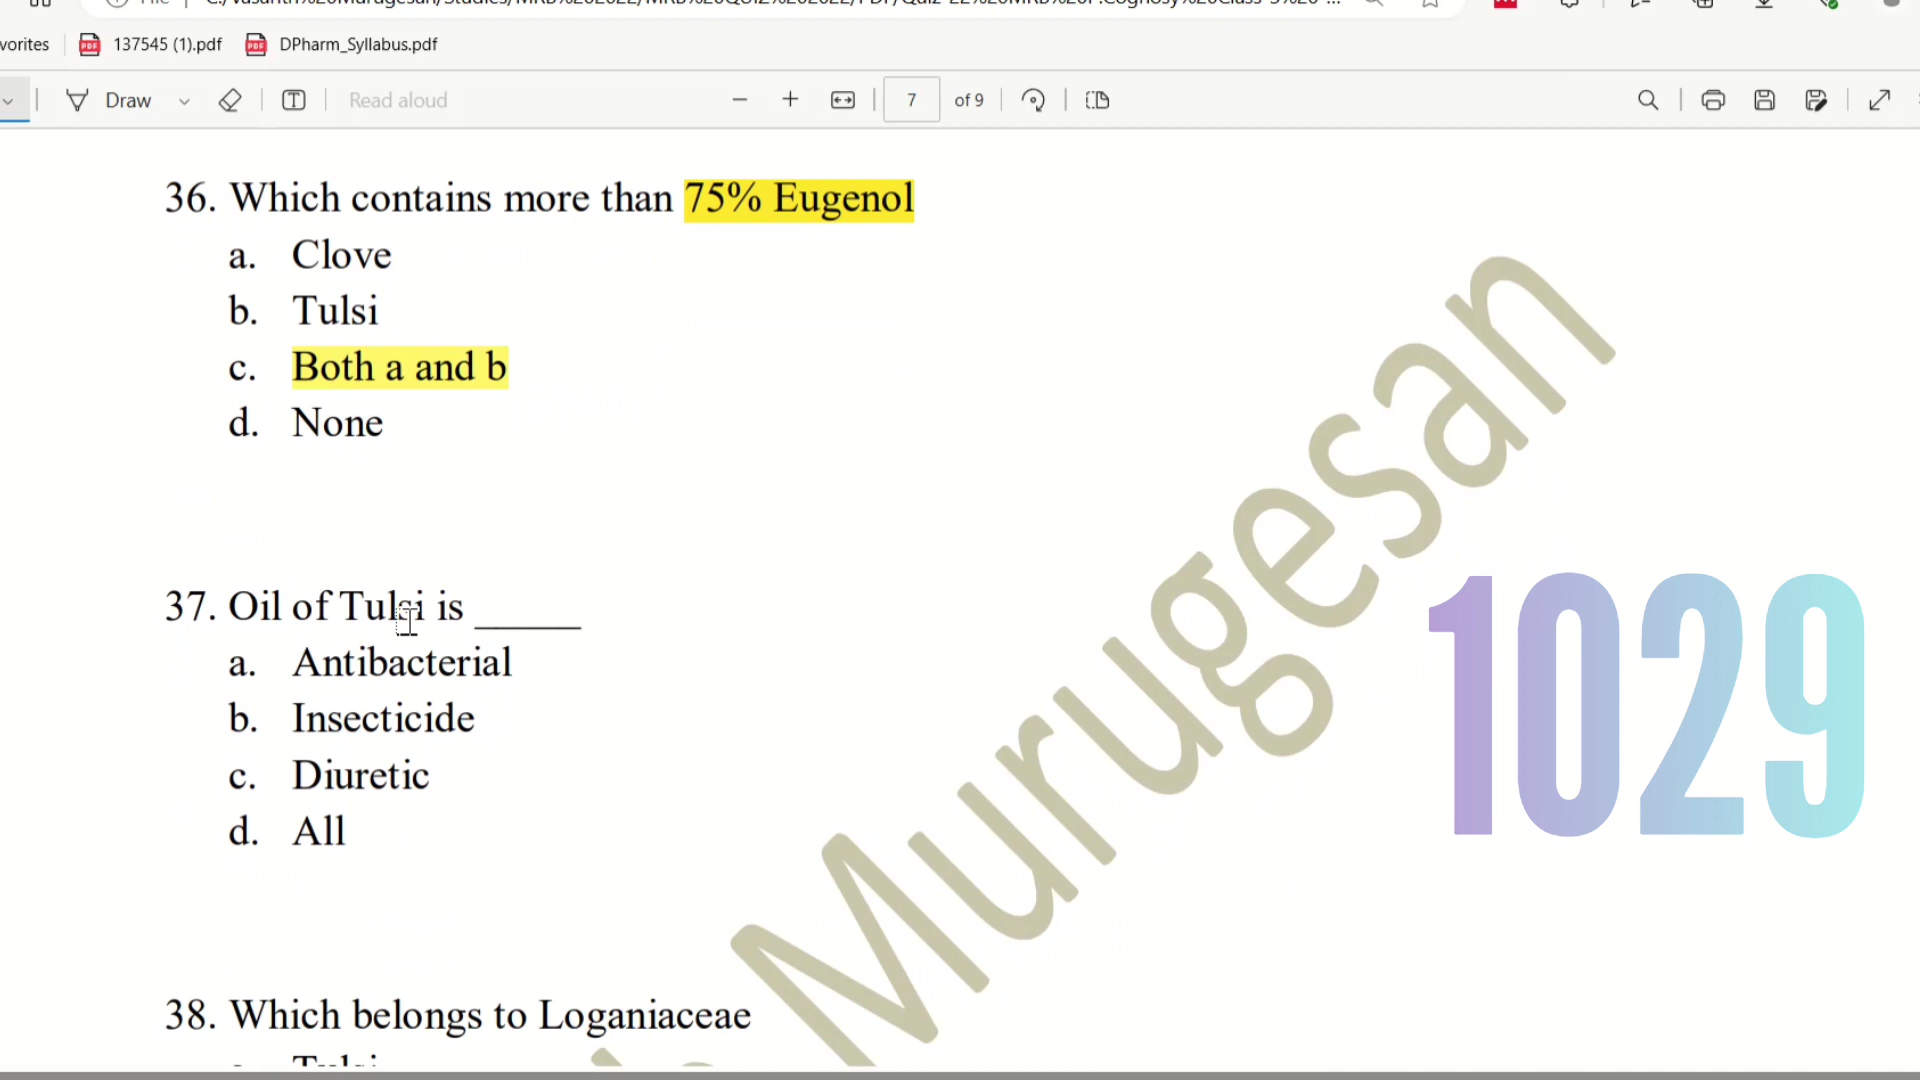 vorites 137545 (1).pdf DPharm_Syllabus.pdf
Draw Read aloud 7 of 9
36. Which contains more than 75% Eugenol
a. Clove
b. Tulsi
c. Both a and b
d. None
37. Oil of Tulsi is _____
a. Antibacterial
b. Insecticide
c. Diuretic
d. All
38. Which belongs to Loganiaceae
Murugesan
1029